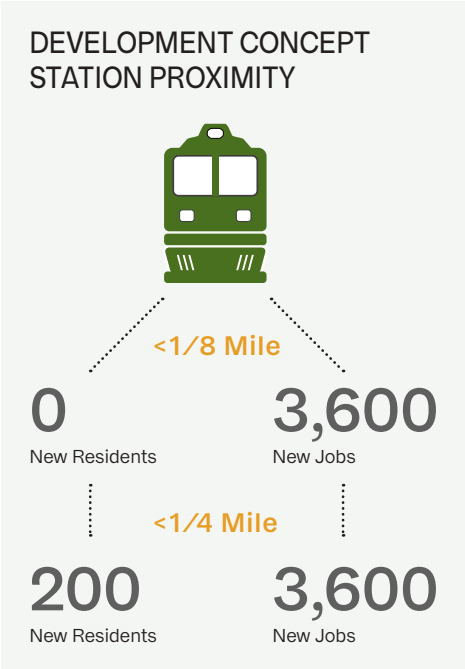 DEVELOPMENT CONCEPT
STATION PROXIMITY
<1/8 Mile
0
3,600
New Residents
New Jobs
<1/4 Mile
200
3,600
New Residents
New Jobs